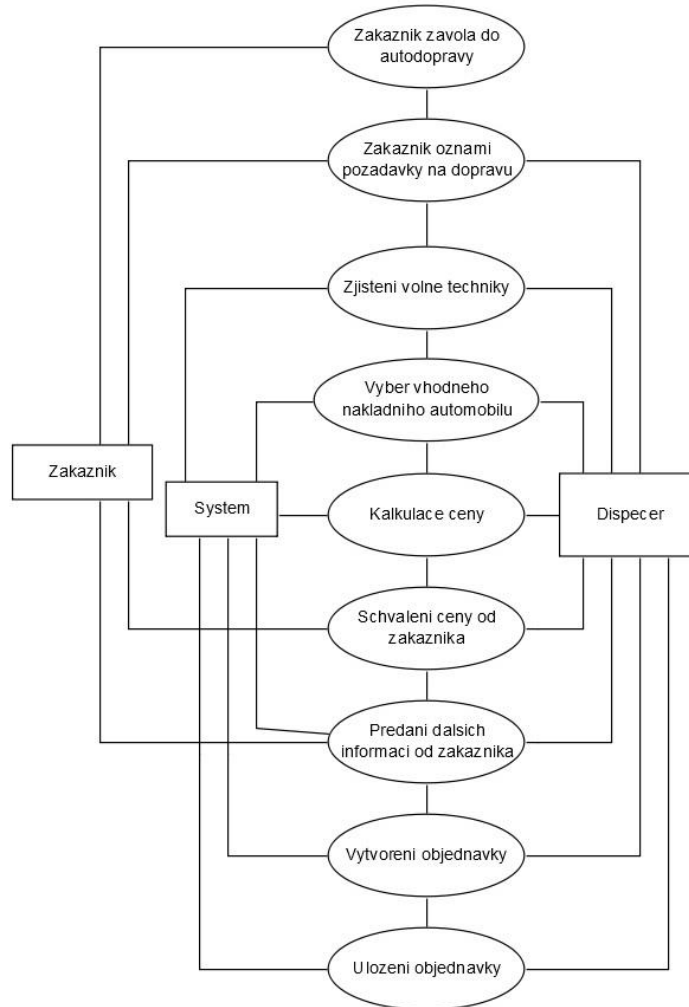 Zakaznik zavola do
autodopravy
Zakaznik oznami
pozadavky na dopravu
Zjisteni volne techniky
Vyber vhodneho
nakladniho automobilu
Zakaznik
System
Kalkulace ceny
Dispecer
Schvaleni ceny od
zakaznika
Predani dalsich
informaci od zakaznika
Vytvoreni objednavky
Ulozeni objednavky